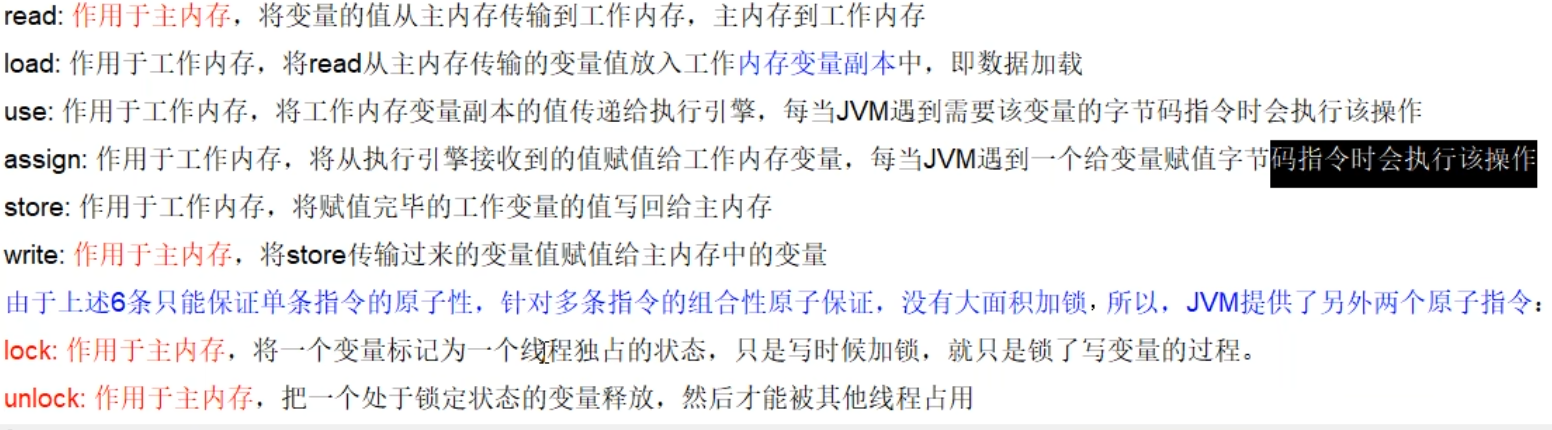 read: 作用于主内存，将变量的值从主内存传输到工作内存，主内存到工作内存
load: 作用于工作内存，将read从主内存传输的变量值放入工作内存变量副本中，即数据加载
use: 作用于工作内存，将工作内存变量副本的值传递给执行引擎，每当JVM遇到需要该变量的字节码指令时会执行该操作
assign: 作用于工作内存，将从执行引擎接收到的值赋值给工作内存变量，每当JVM遇到一个给变量赋值字节码指令时会执行该操作
store: 作用于工作内存，将赋值完毕的工作变量的值写回给主内存
write: 作用于主内存，将store传输过来的变量值赋值给主内存中的变量
由于上述6条只能保证单条指令的原子性，针对多条指令的组合性原子保证，没有大面积加锁，所以，JVM提供了另外两个原子指令：
lock: 作用于主内存，将一个变量标记为一个线程独占的状态，只是写时候加锁，就只是锁了写变量的过程。
unlock: 作用于主内存，把一个处于锁定状态的变量释放，然后才能被其他线程占用